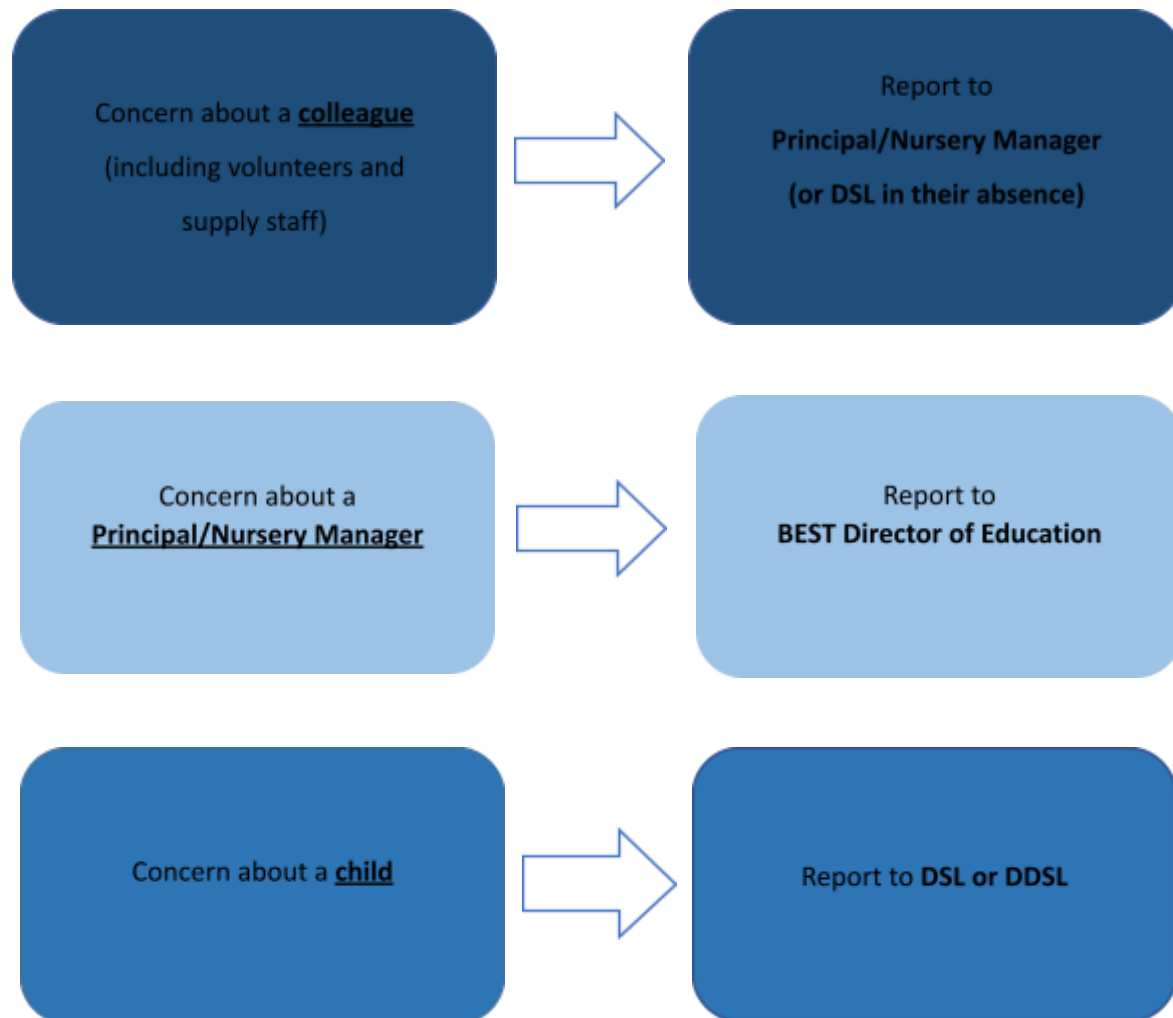 Concern about a colleague
(including volunteers and
supply staff)
Report to
Principal/Nursery Manager
(or DSL in their absence)
Concern about a
Principal/Nursery Manager
Report to
BEST Director of Education
Concern about a child
Report to DSL or DDSL